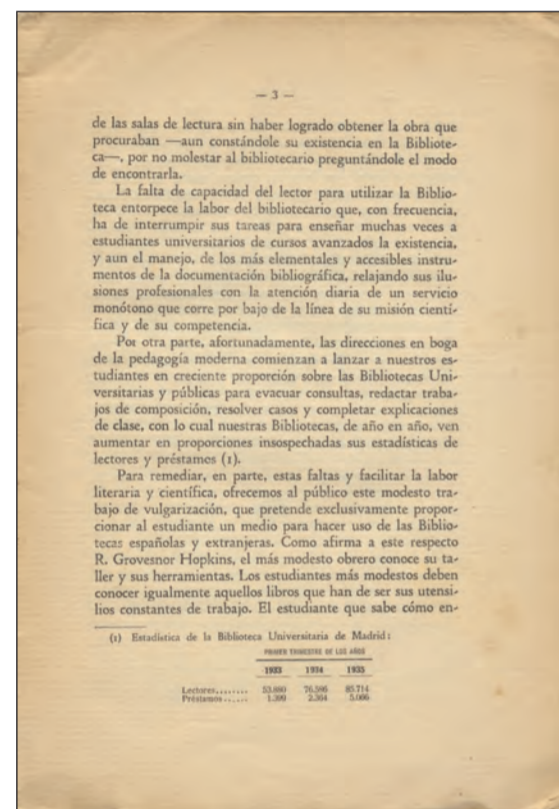 — 3 —
de las salas de lectura sin haber logrado obtener la obra que
procuraban —aun constándole su existencia en la Bibliote-
ca—, por no molestar al bibliotecario preguntándole el modo
de encontrarla.
La falta de capacidad del lector para utilizar la Biblio-
teca entorpece la labor del bibliotecario que, con frecuencia,
ha de interrumpir sus tareas para enseñar muchas veces a
estudiantes universitarios de cursos avanzados la existencia,
y aun el manejo, de los más elementales y accesibles instru-
mentos de la documentación bibliográfica, relajando sus ilu-
siones profesionales con la atención diaria de un servicio
monótono que corre por bajo de la línea de su misión cientí-
fica y de su competencia.
Por otra parte, afortunadamente, las direcciones en boga
de la pedagogía moderna comienzan a lanzar a nuestros es-
tudiantes en creciente proporción sobre las Bibliotecas Uni-
versitarias y públicas para evacuar consultas, redactar traba-
jos de composición, resolver casos y completar explicaciones
de clase, con lo cual nuestras Bibliotecas, de año en año, ven
aumentar en proporciones insospechadas sus estadísticas de
lectores y préstamos (1).
Para remediar, en parte, estas faltas y facilitar la labor
literaria y científica, ofrecemos al público este modesto tra-
bajo de vulgarización, que pretende exclusivamente propor-
cionar al estudiante un medio para hacer uso de las Biblio-
tecas españolas y extranjeras. Como afirma a este respecto
R. Grovesnor Hopkins, el más modesto obrero conoce su ta-
ller y sus herramientas. Los estudiantes más modestos deben
conocer igualmente aquellos libros que han de ser sus utensi-
lios constantes de trabajo. El estudiante que sabe cómo en-
(1) Estadística de la Biblioteca Universitaria de Madrid:
PRIMER TRIMESTRE DE LOS AÑOS
1933 1934 1935
Lectores........ 85.714
Préstamos......